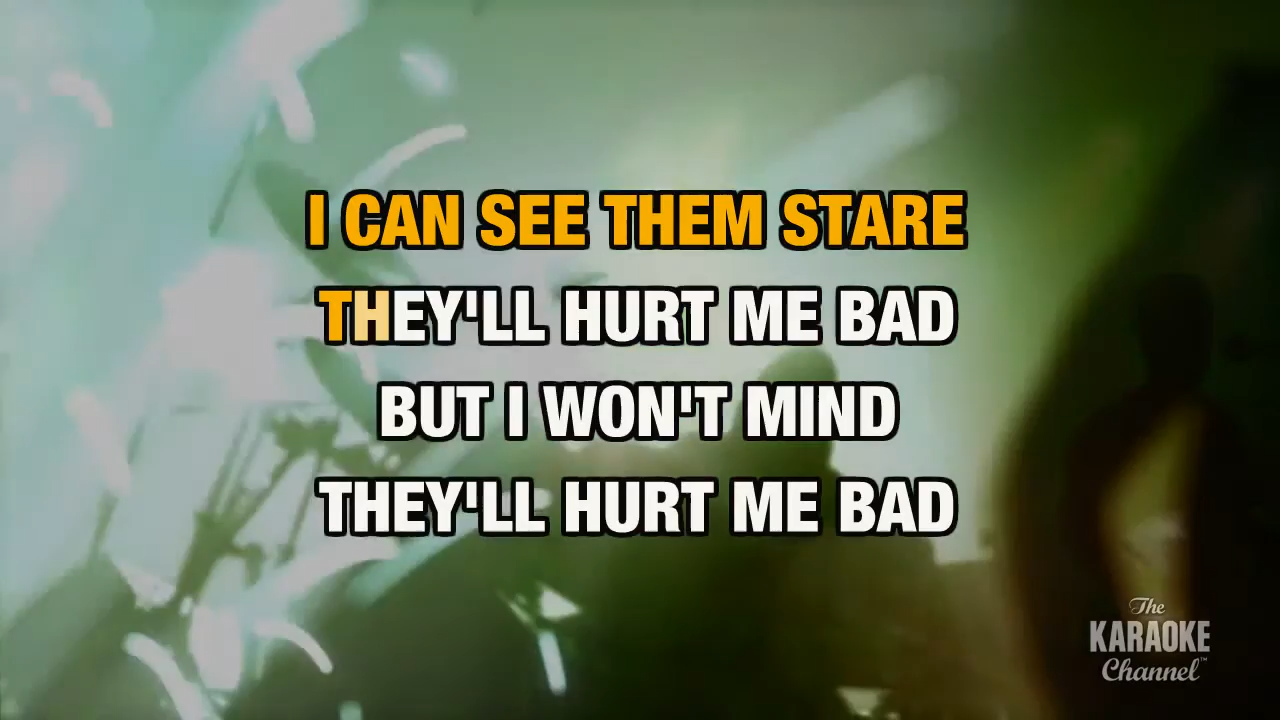 I CAN SEE THEM STARE
THEY'LL HURT ME BAD
BUT I WON'T MIND
THEY'LL HURT ME BAD
The
KARAOKE
Channel™